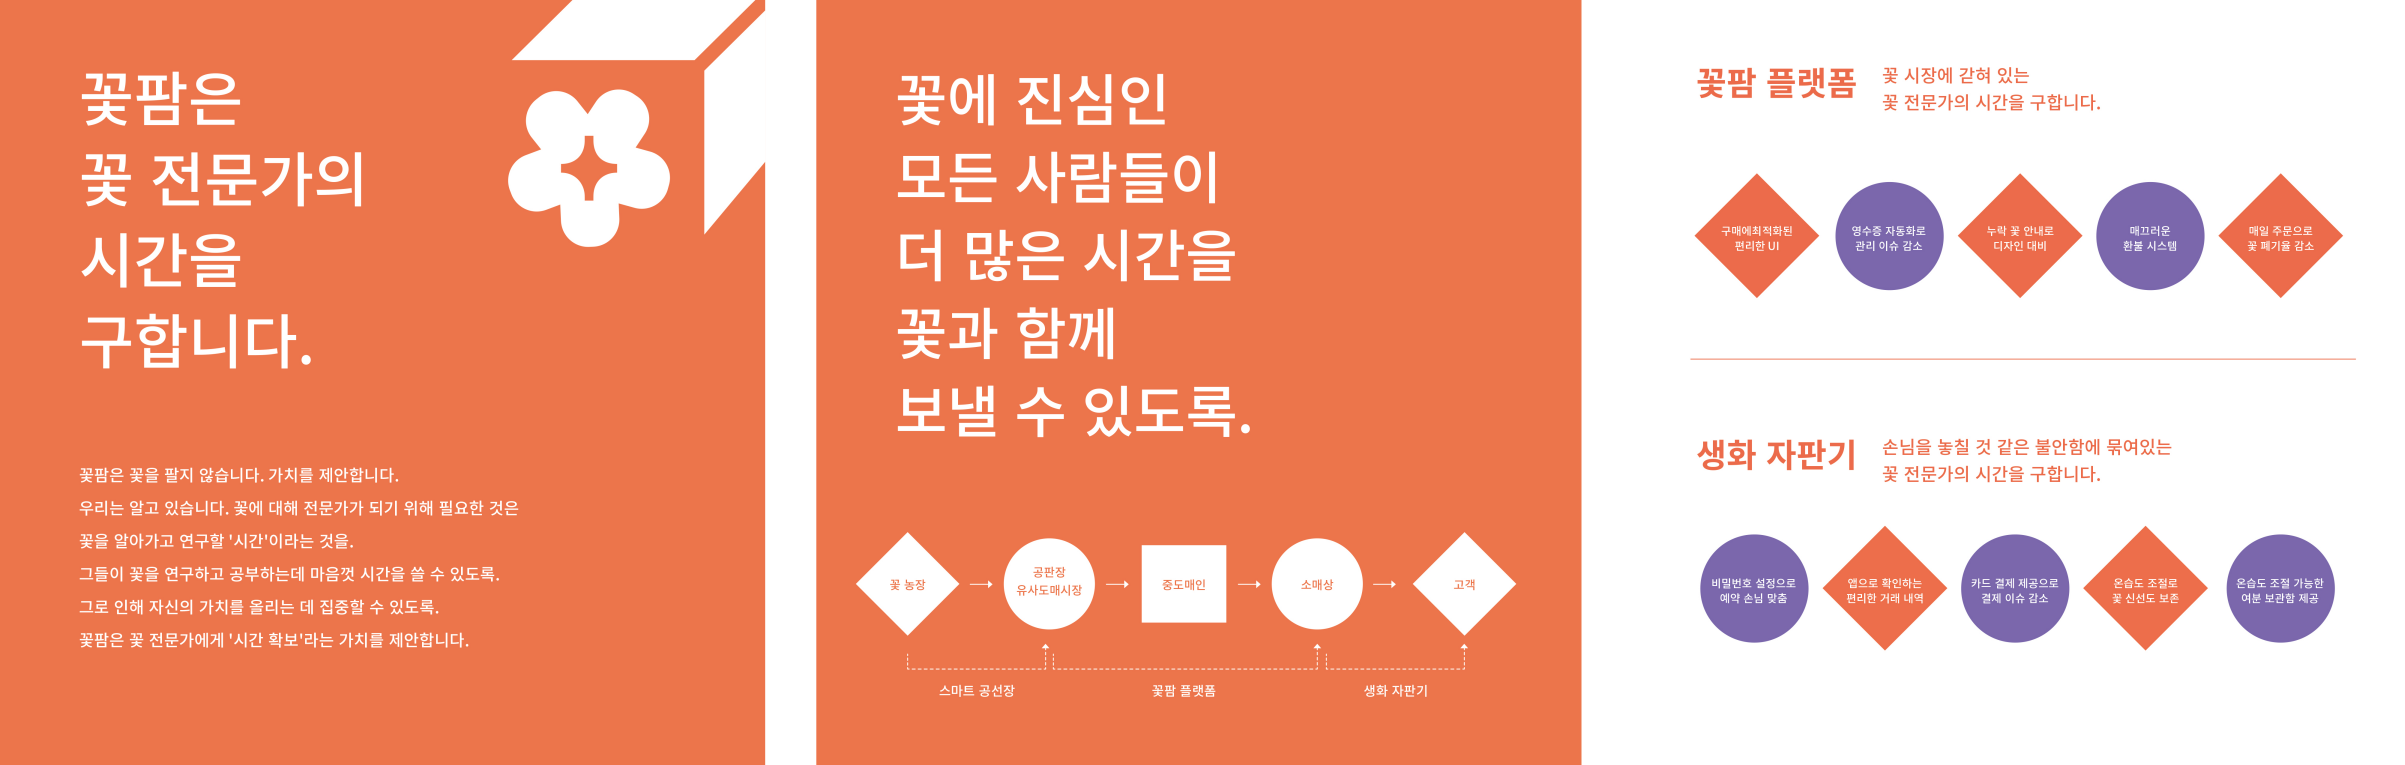 꽃팜은
꽃 전문가의
시간을
구합니다.
꽃팜은 꽃을 팔지 않습니다. 가치를 제안합니다.
우리는 알고 있습니다. 꽃에 대해 전문가가 되기 위해 필요한 것은
꽃을 알아가고 연구할 '시간'이라는 것을.
그들이 꽃을 연구하고 공부하는데 마음껏 시간을 쓸 수 있도록.
그로 인해 자신의 가치를 올리는 데 집중할 수 있도록.
꽃팜은 꽃 전문가에게 '시간 확보'라는 가치를 제안합니다.
꽃에 진심인
모든 사람들이
더 많은 시간을
꽃과 함께
보낼 수 있도록.
꽃 농장
공판장
유사도매시장
중도매인
소매상
고객
스마트 공선장
꽃팜 플랫폼
생화 자판기
꽃팜 플랫폼
꽃 시장에 갇혀 있는
꽃 전문가의 시간을 구합니다.
구매에최적화된
편리한 UI
영수증 자동화로
관리 이슈 감소
누락 꽃 안내로
디자인 대비
매끄러운
환불 시스템
매일 주문으로
꽃 폐기율 감소
생화 자판기
손님을 놓칠 것 같은 불안함에 묶여있는
꽃 전문가의 시간을 구합니다.
비밀번호 설정으로
예약 손님 맞춤
앱으로 확인하는
편리한 거래 내역
카드 결제 제공으로
결제 이슈 감소
온습도 조절로
꽃 신선도 보존
온습도 조절 가능한
여분 보관함 제공